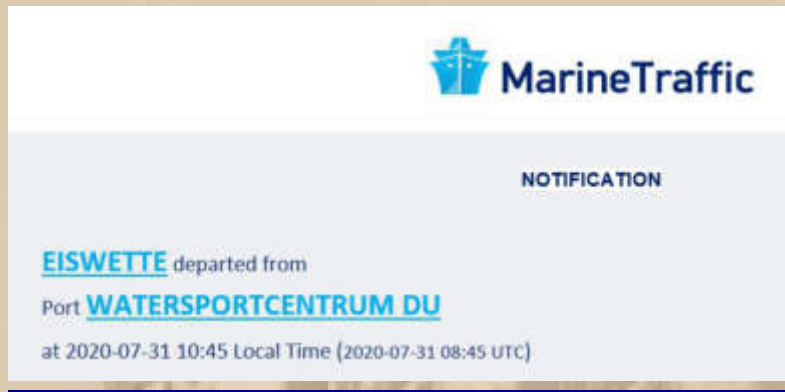 MarineTraffic
NOTIFICATION
EISWETTE departed from
Port WATERSPORTCENTRUM DU
at 2020-07-31 10:45 Local Time (2020-07-31 08:45 UTC)